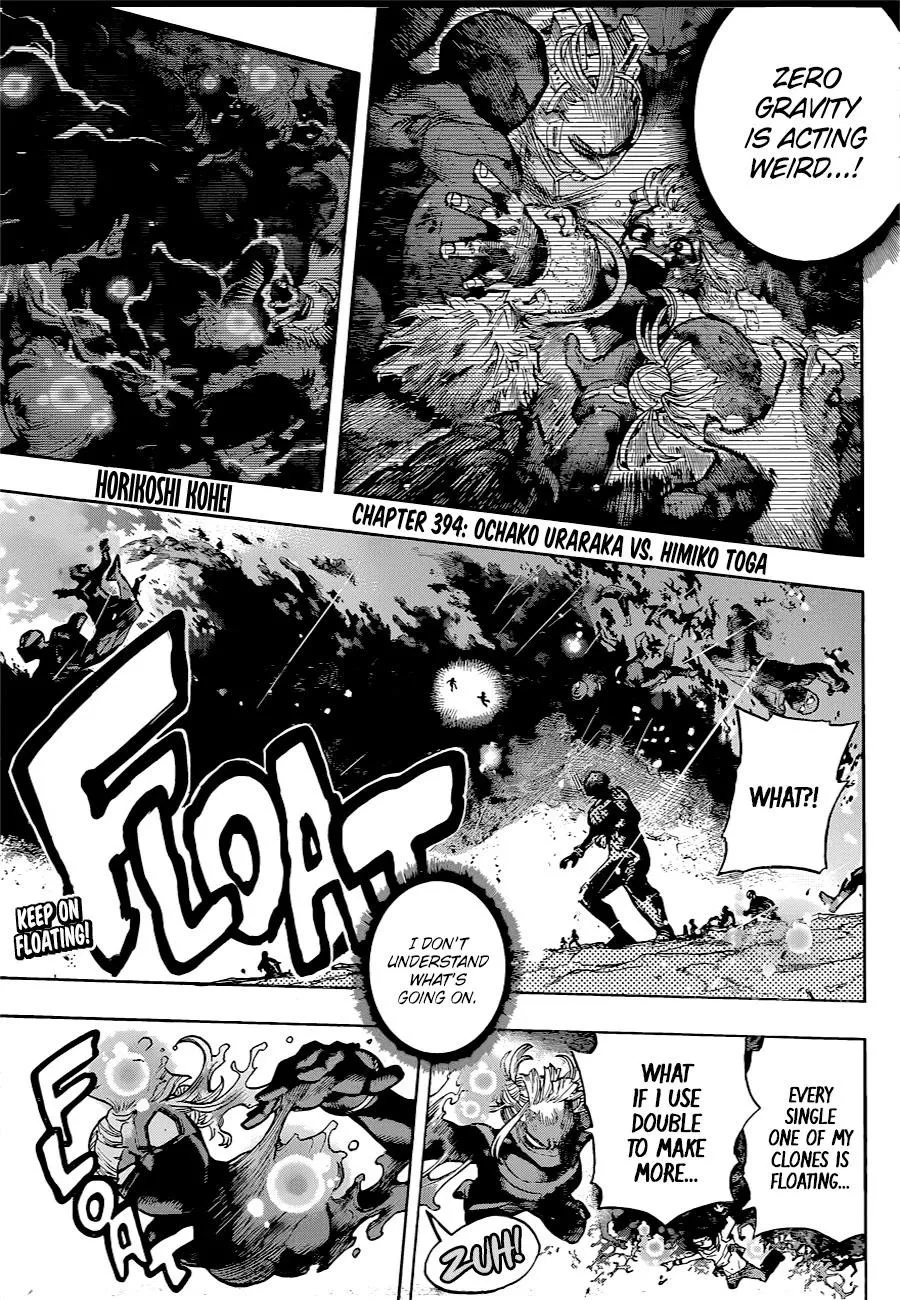 ZERO
GRAVITY
IS ACTING
WEIRD...!
HORIKOSHI KOHEI
CHAPTER 394: OCHAKO URARAKA VS. HIMIKO TOGA
WHAT?!
FLOAT
KEEP ON
FLOATING!
I DON'T
UNDERSTAND
WHAT'S
GOING ON.
EVERY
SINGLE
ONE OF MY
CLONES IS
FLOATING...
WHAT
IF I USE
DOUBLE
TO MAKE
MORE...
ZUH!
FLOAT